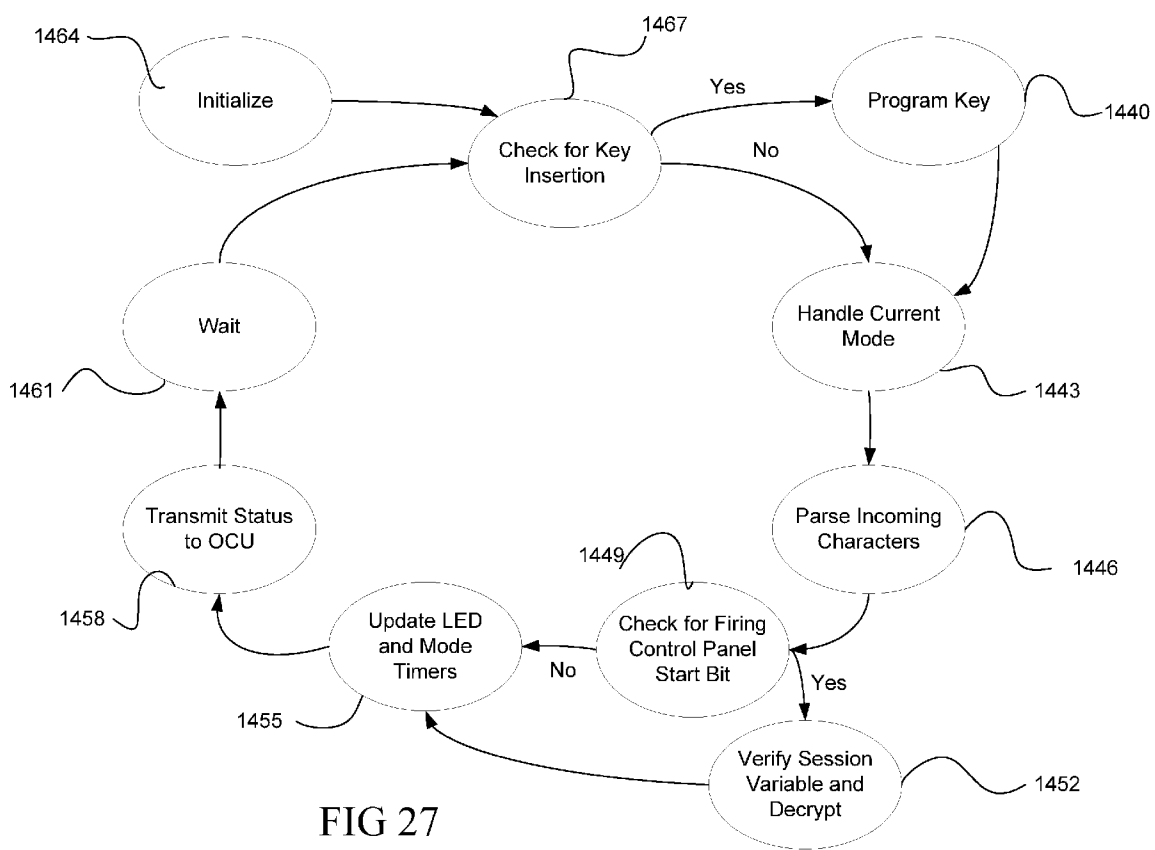 1464
1467
Initialize
Yes
Program Key
1440
Check for Key
Insertion
No
Wait
Handle Current
Mode
1461
1443
Transmit Status
to OCU
Parse Incoming
Characters
1449
1446
1458
Update LED
and Mode
Timers
Check for Firing
Control Panel
Start Bit
No
Yes
1455
Verify Session
Variable and
Decrypt
1452
FIG 27